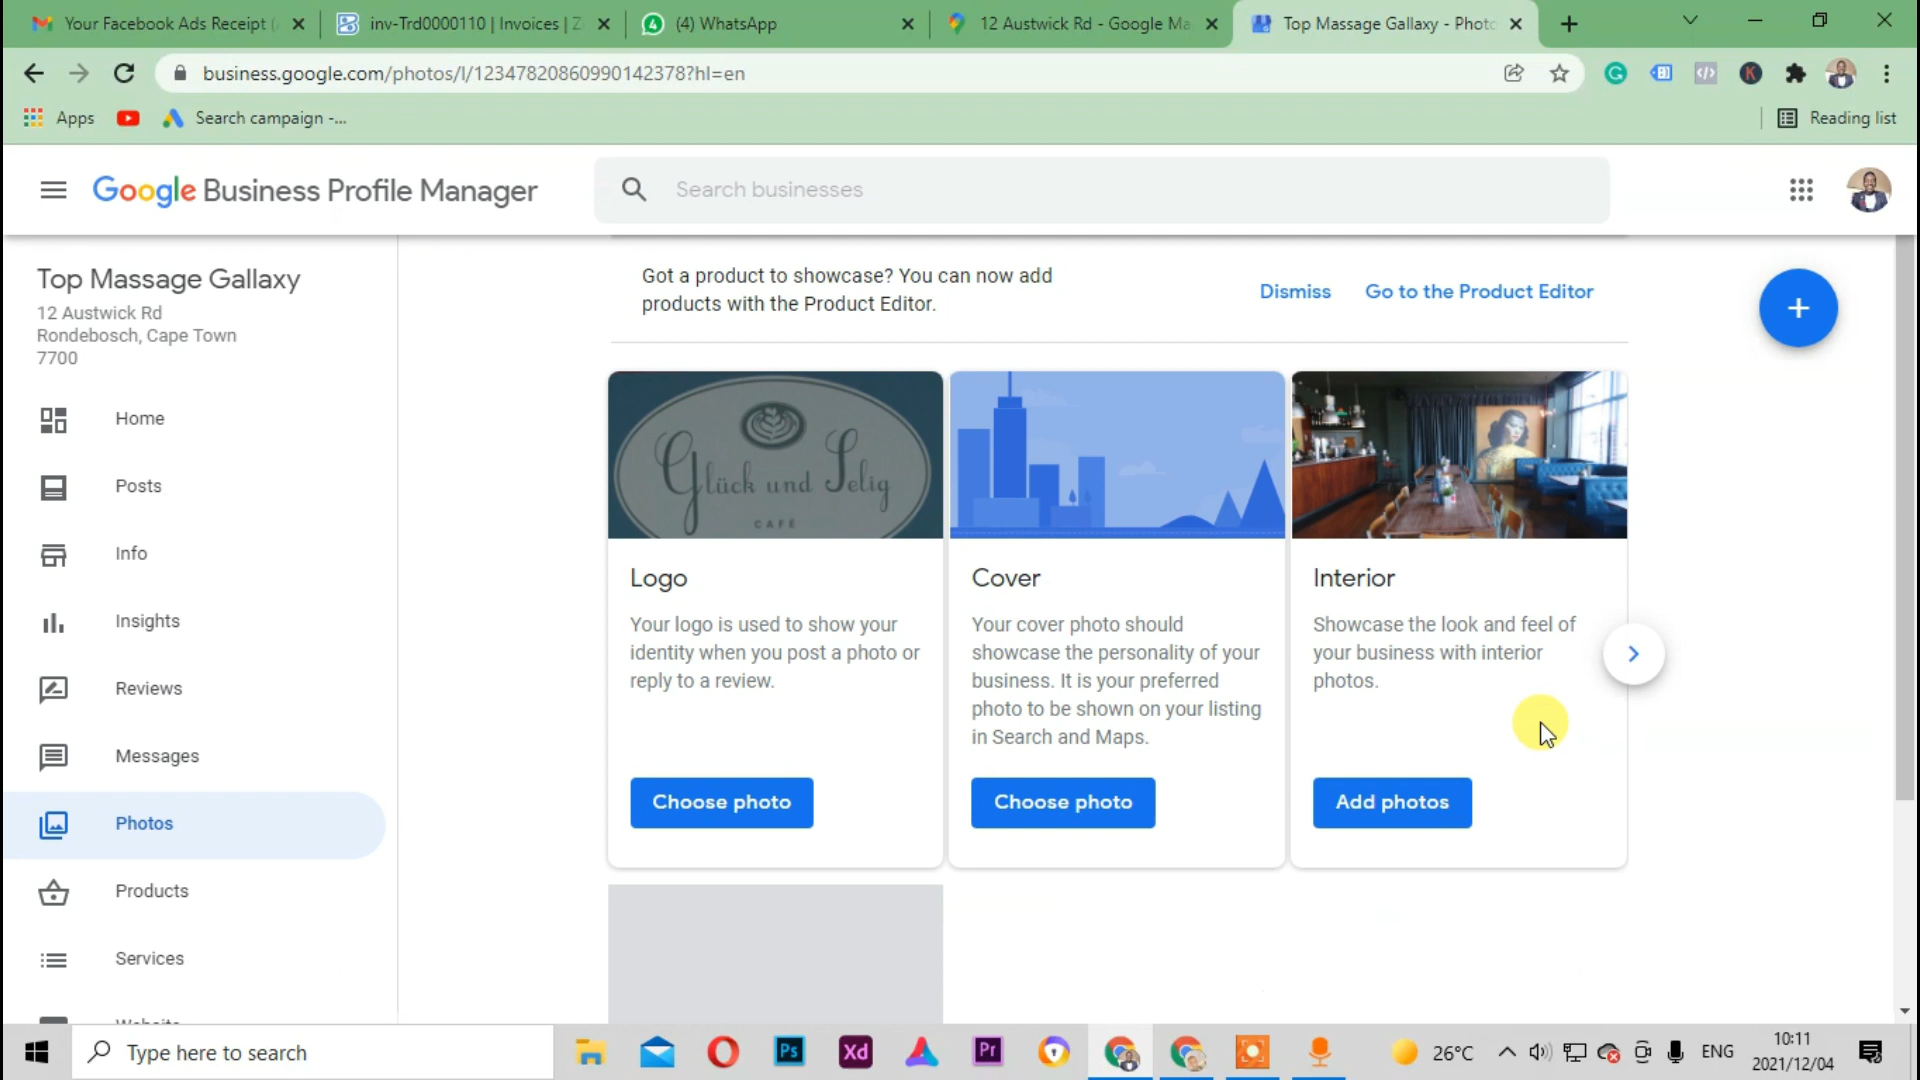 Your Facebook Ads Receipt (
inv-Trd0000110 | Invoices | Z
(4) WhatsApp
12 Austwick Rd - Google Ma
Top Massage Gallaxy - Photo
business.google.com/photos/l/12347820860990142378?hl=en
Apps
Search campaign -...
Reading list
Google Business Profile Manager
Search businesses
Top Massage Gallaxy
12 Austwick Rd
Rondebosch, Cape Town
7700
Home
Posts
Info
Insights
Reviews
Messages
Photos
Products
Services
Website
Got a product to showcase? You can now add
products with the Product Editor.
Dismiss
Go to the Product Editor
Glück und Selig
CAFÉ
Logo
Your logo is used to show your
identity when you post a photo or
reply to a review.
Choose photo
Cover
Your cover photo should
showcase the personality of your
business. It is your preferred
photo to be shown on your listing
in Search and Maps.
Choose photo
Interior
Showcase the look and feel of
your business with interior
photos.
Add photos
Type here to search
Ps
Xd
Pr
26°C
ENG
10:11
2021/12/04